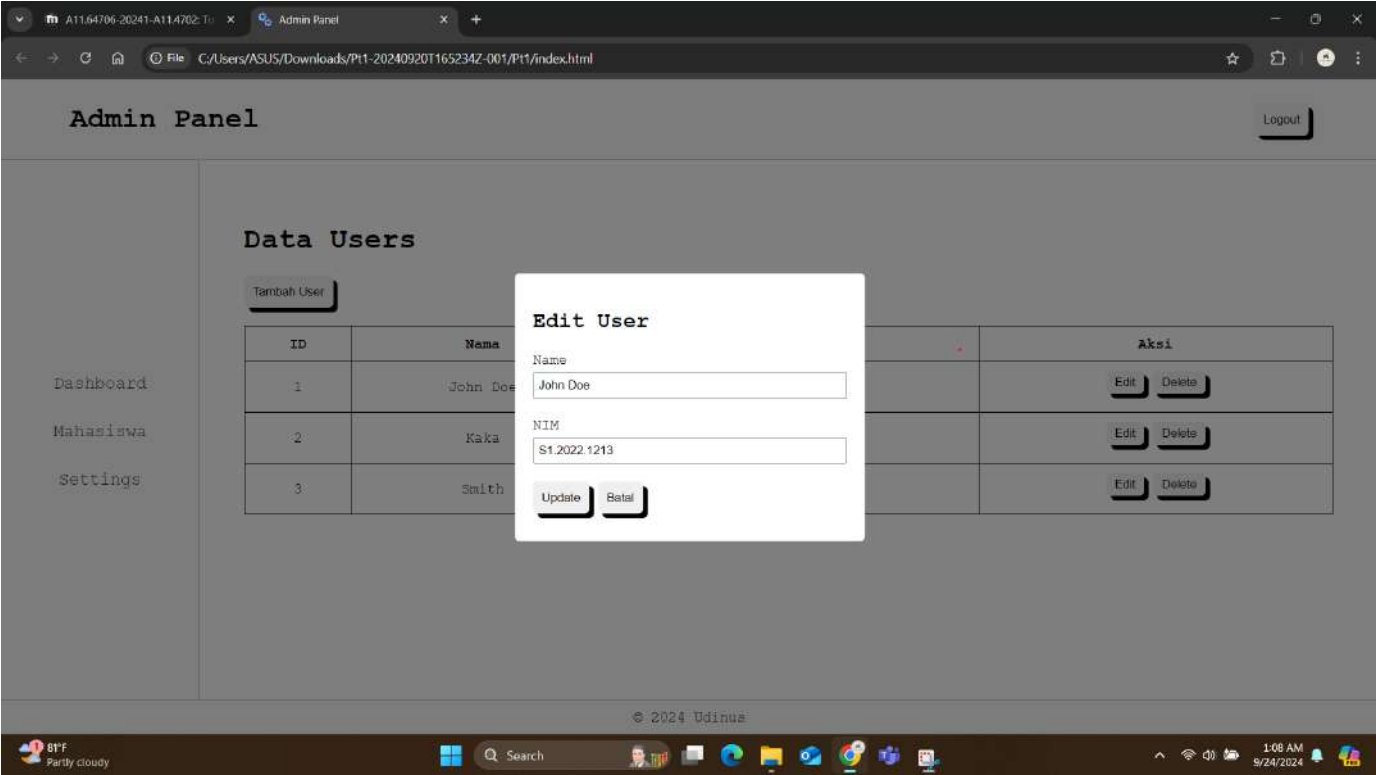 A11.64706-20241-A11.4702: Tu
Admin Panel
File C:/Users/ASUS/Downloads/Pt1-20240920T165234Z-001/Pt1/index.html
Admin Panel
Logout
Dashboard
Mahasiswa
Settings
Data Users
Tambah User
ID Nama Aksi
1 John Doe Edit Delete
2 Kaka Edit Delete
3 Smith Edit Delete
Edit User
Name
John Doe
NIM
S1.2022.1213
Update Batal
© 2024 Udinus
1
81°F
Partly cloudy
Search
1:08 AM
9/24/2024